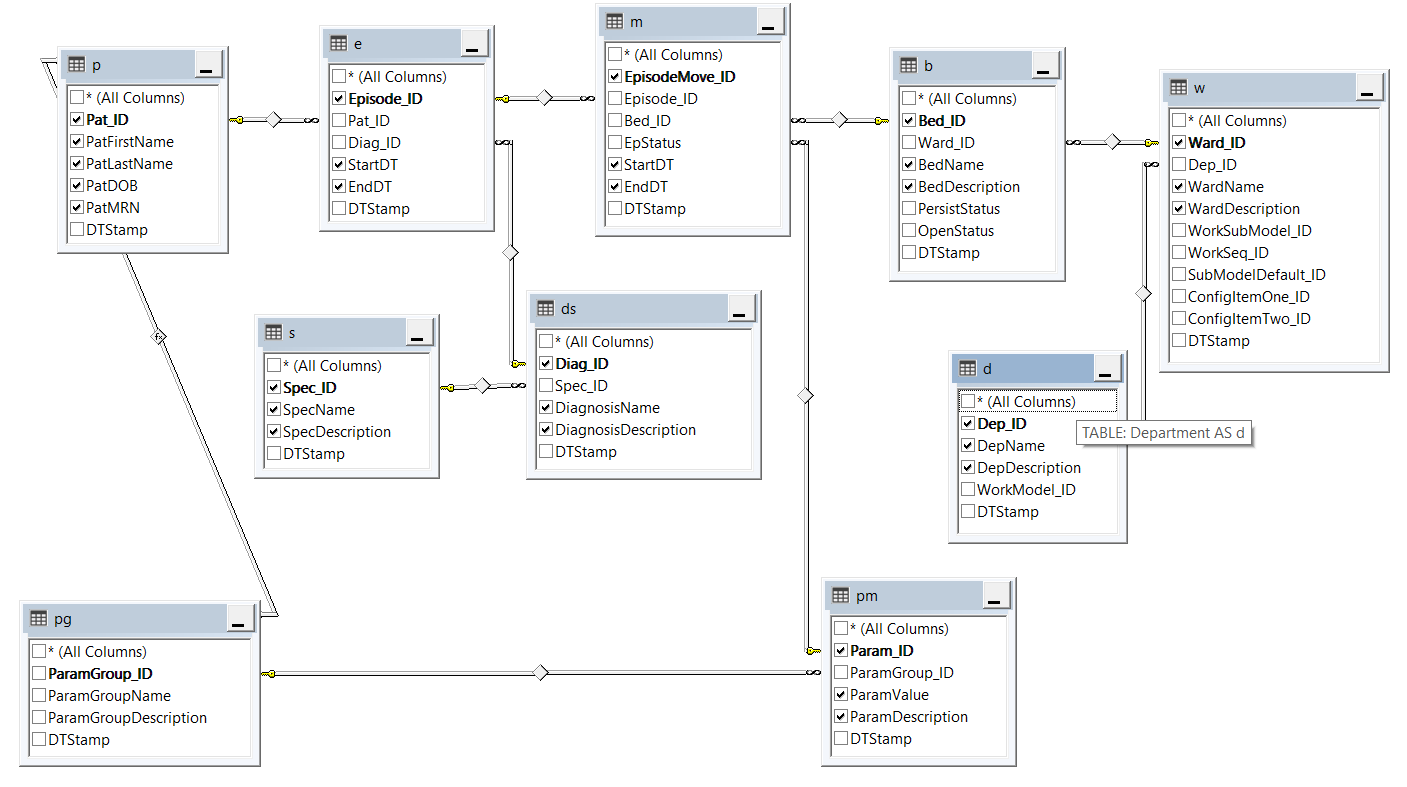 p
* (All Columns)
Pat_ID
PatFirstName
PatLastName
PatDOB
PatMRN
DTStamp
e
* (All Columns)
Episode_ID
Pat_ID
Diag_ID
StartDT
EndDT
DTStamp
m
* (All Columns)
EpisodeMove_ID
Episode_ID
Bed_ID
EpStatus
StartDT
EndDT
DTStamp
b
* (All Columns)
Bed_ID
Ward_ID
BedName
BedDescription
PersistStatus
OpenStatus
DTStamp
w
* (All Columns)
Ward_ID
Dep_ID
WardName
WardDescription
WorkSubModel_ID
WorkSeq_ID
SubModelDefault_ID
ConfigItemOne_ID
ConfigItemTwo_ID
DTStamp
s
* (All Columns)
Spec_ID
SpecName
SpecDescription
DTStamp
ds
* (All Columns)
Diag_ID
Spec_ID
DiagnosisName
DiagnosisDescription
DTStamp
d
* (All Columns)
Dep_ID
DepName
DepDescription
WorkModel_ID
DTStamp
TABLE: Department AS d
fx
pg
* (All Columns)
ParamGroup_ID
ParamGroupName
ParamGroupDescription
DTStamp
pm
* (All Columns)
Param_ID
ParamGroup_ID
ParamValue
ParamDescription
DTStamp